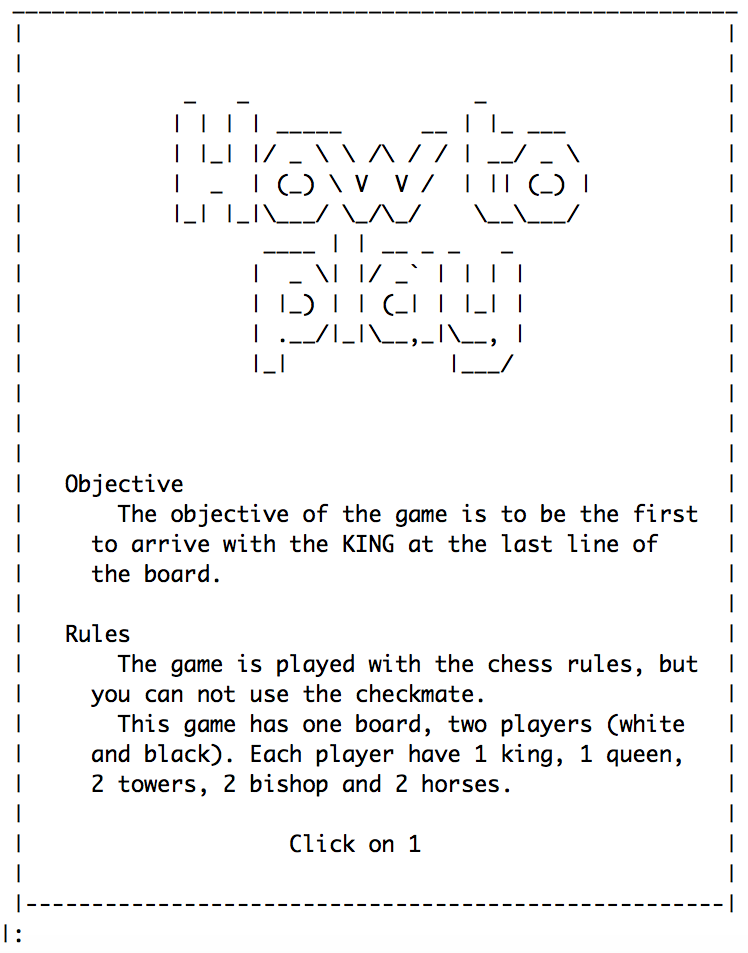 How to
play
Objective
The objective of the game is to be the first
to arrive with the KING at the last line of
the board.
Rules
The game is played with the chess rules, but
you can not use the checkmate.
This game has one board, two players (white
and black). Each player have 1 king, 1 queen,
2 towers, 2 bishop and 2 horses.
Click on 1
|: